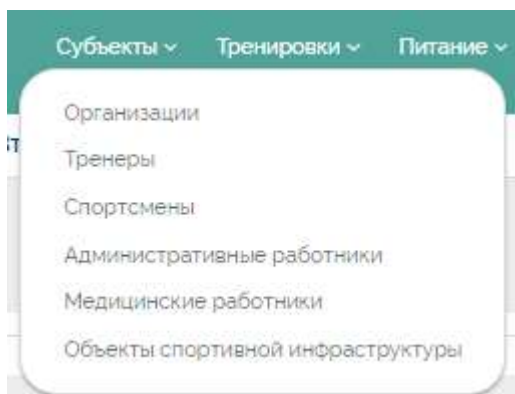 Субъекты Тренировки Питание
Организации
Тренеры
Спортсмены
Административные работники
Медицинские работники
Объекты спортивной инфраструктуры